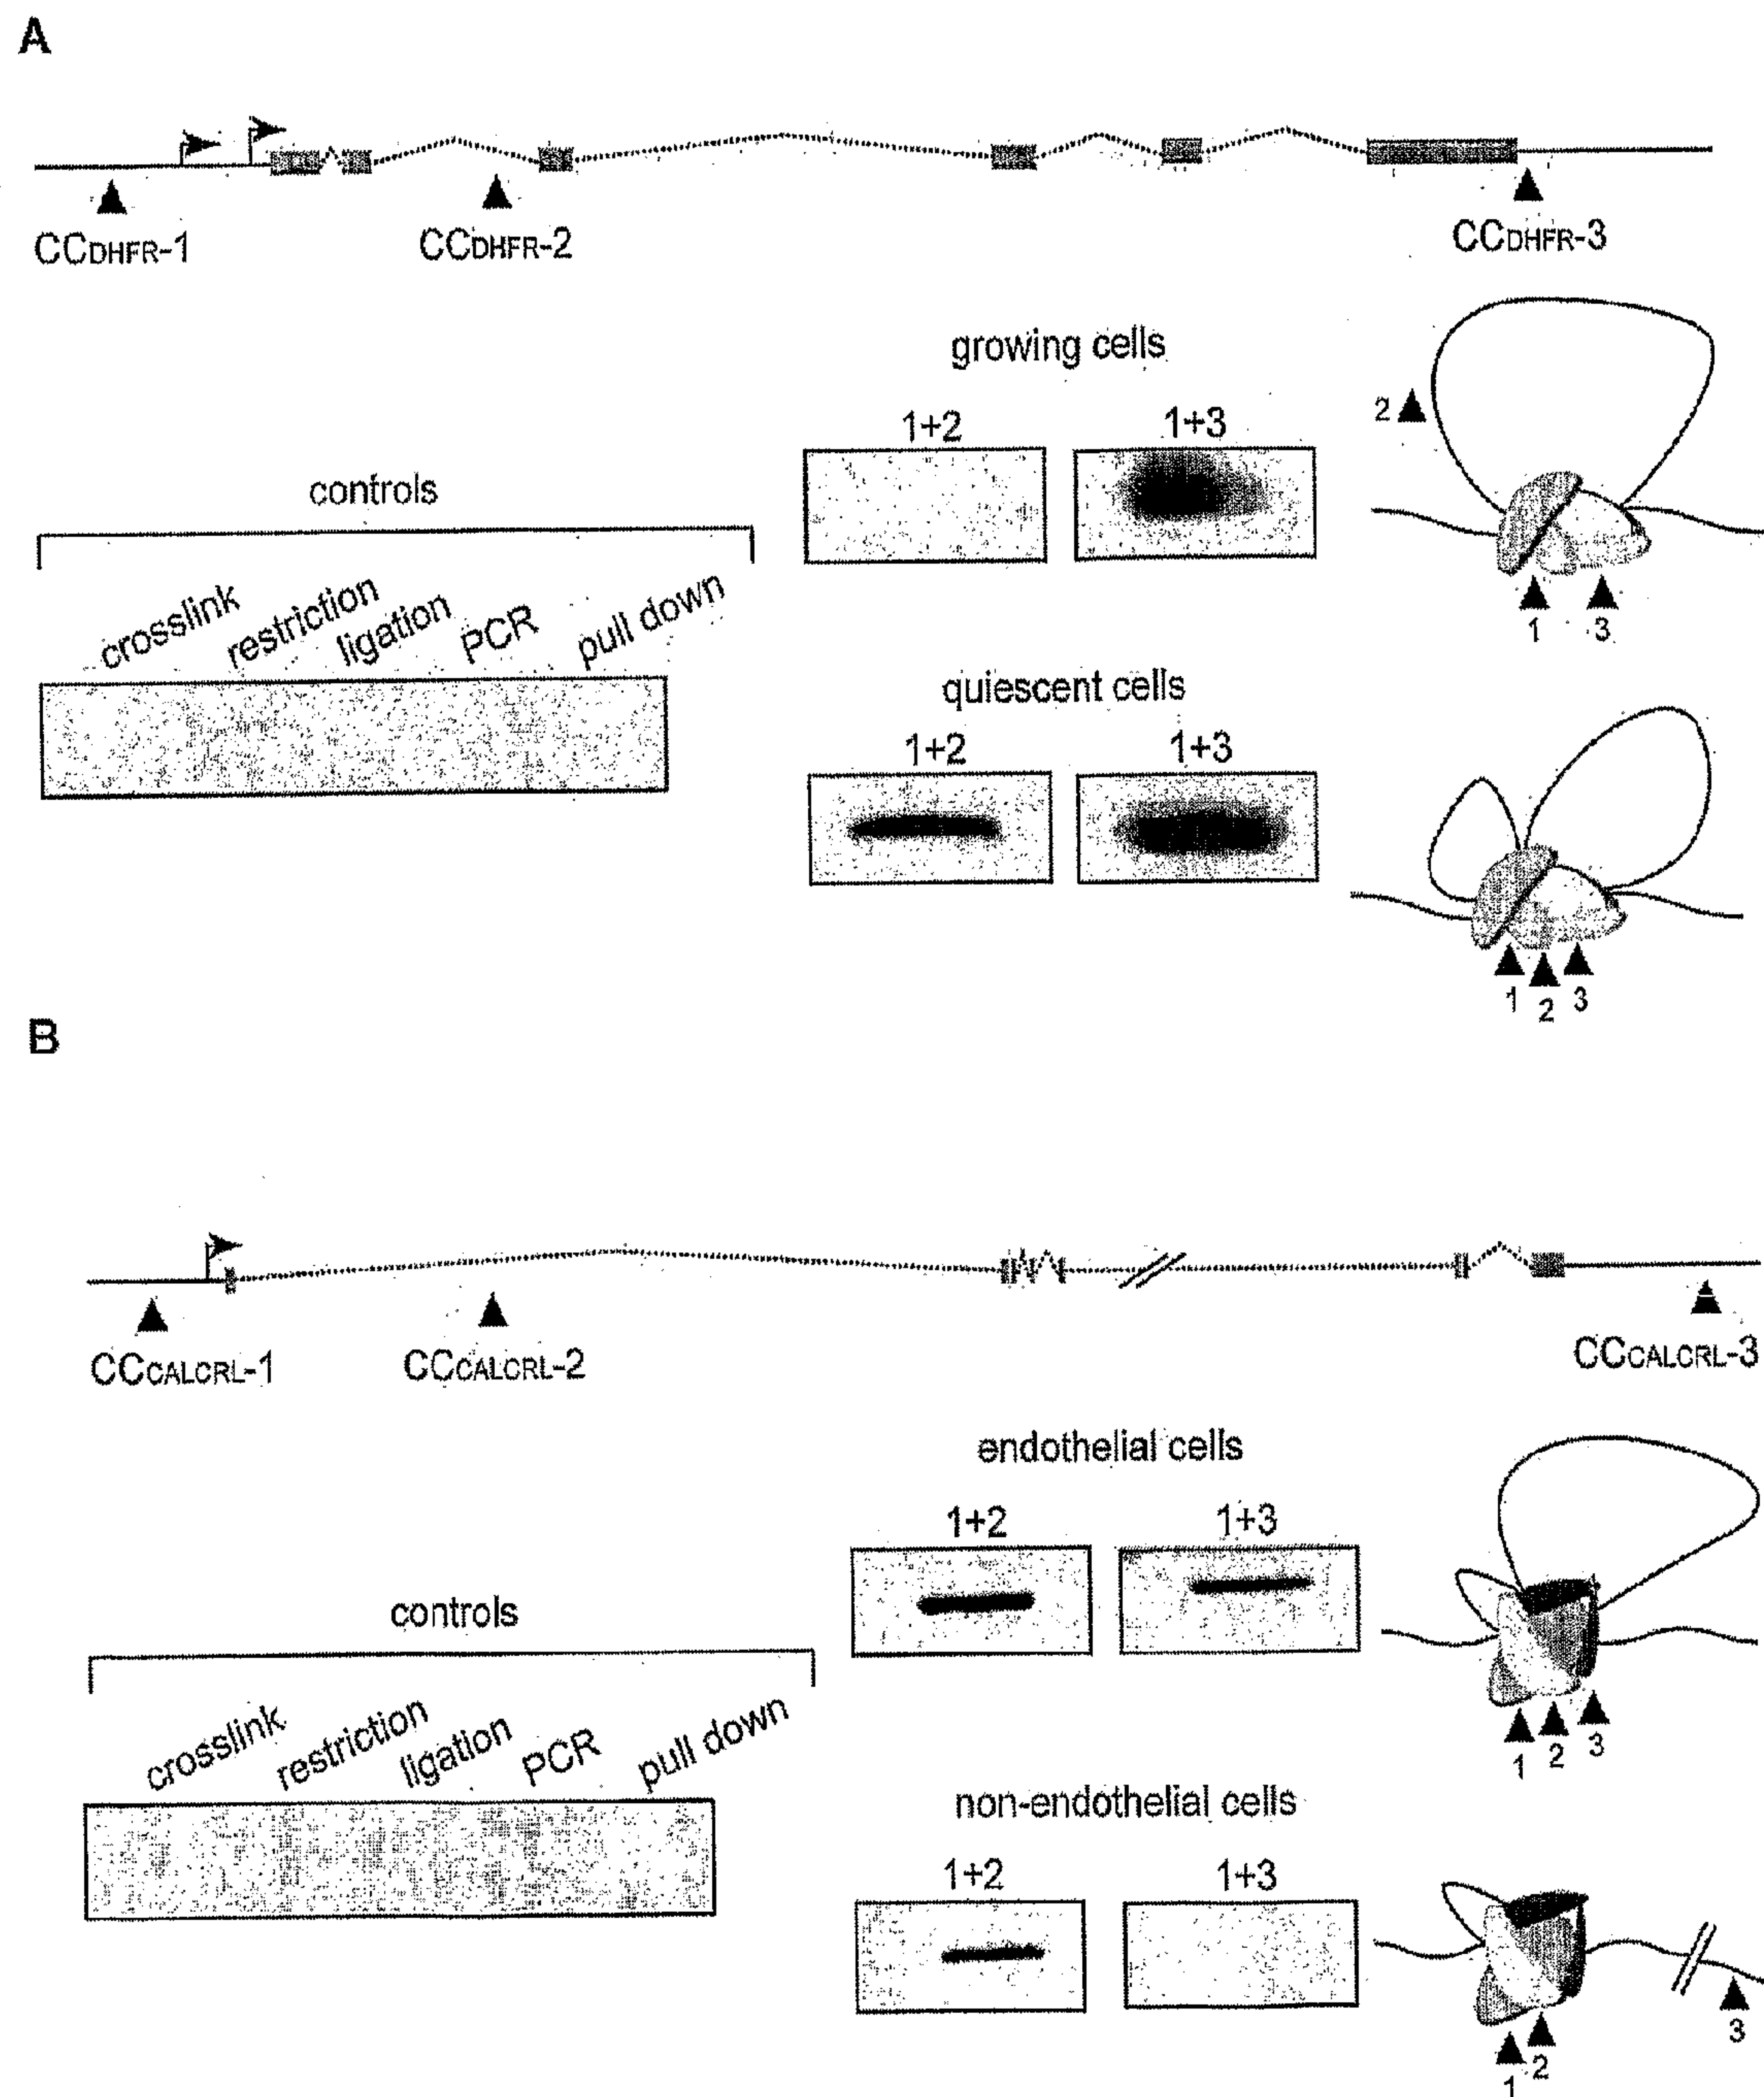 A
CCDHFR-1
CCDHFR-2
CCDHFR-3
growing cells
1+2
1+3
2
1
3
controls
crosslink
restriction
ligation
PCR
pull down
quiescent cells
1+2
1+3
1
2
3
B
CCCALCRL-1
CCCALCRL-2
CCCALCRL-3
endothelial cells
1+2
1+3
1
2
3
controls
crosslink
restriction
ligation
PCR
pull down
non-endothelial cells
1+2
1+3
1
2
3